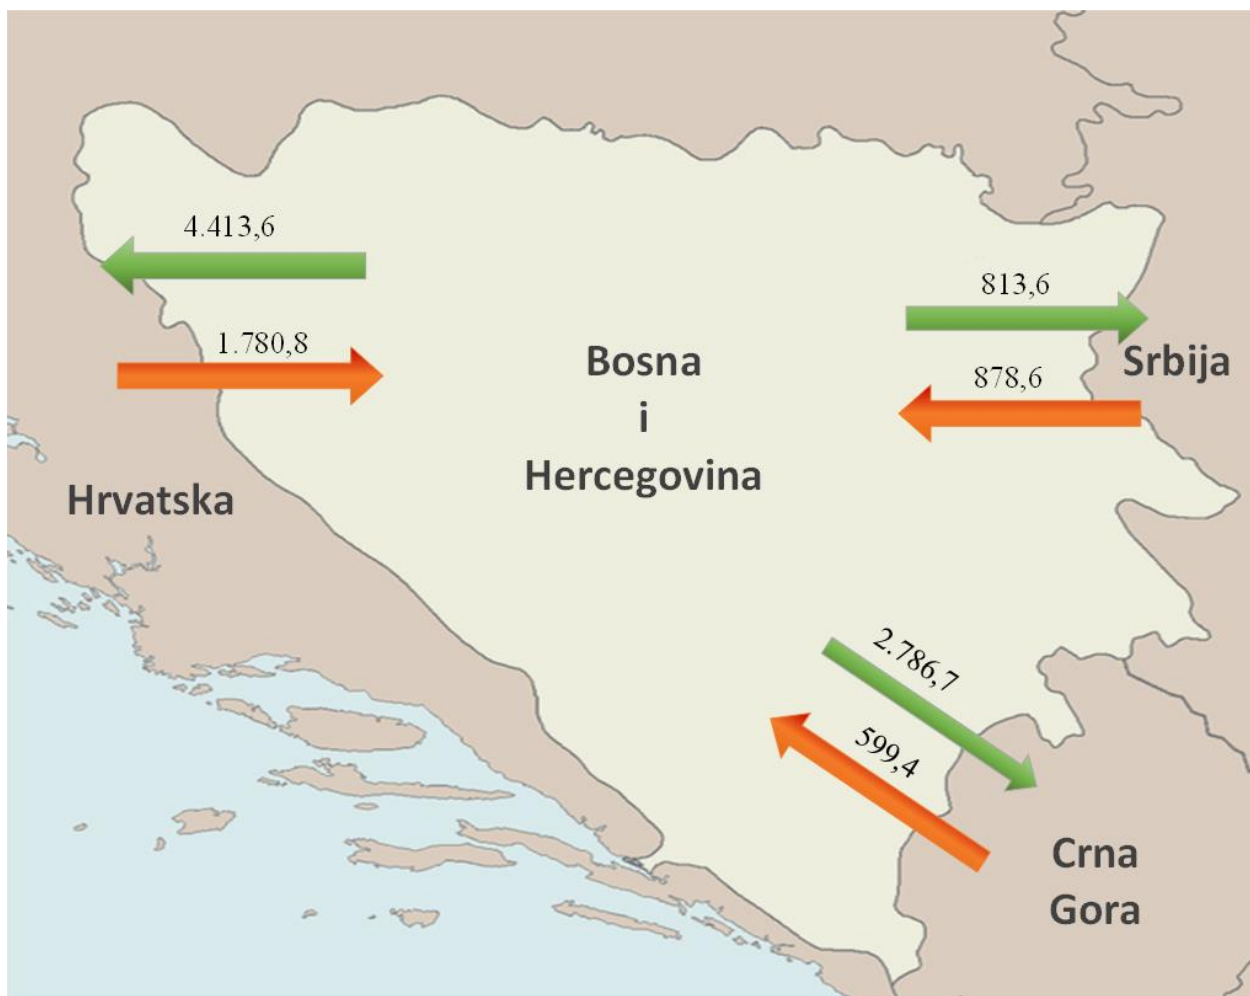 4.413,6
813,6
1.780,8
Bosna
i
Hercegovina
Srbija
878,6
Hrvatska
2.786,7
599,4
Crna
Gora